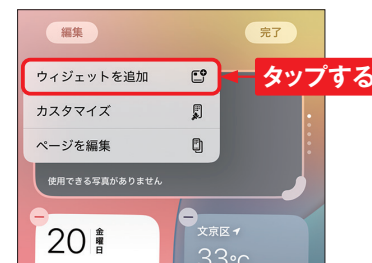 編集
完了
ウィジェットを追加
タップする
カスタマイズ
ページを編集
使用できる写真がありません
20
金曜日
文京区
33°C